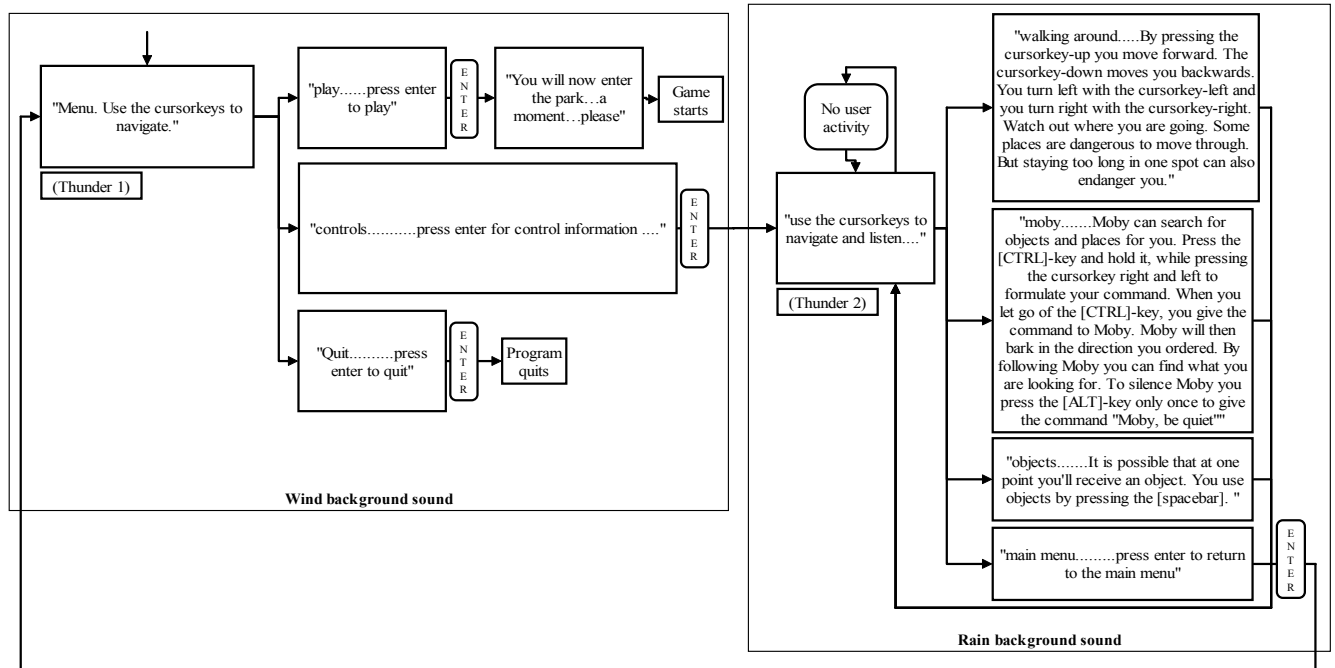 "Menu. Use the cursorkeys to
navigate."
(Thunder 1)
"play......press enter
to play"
E
N
T
E
R
"You will now enter
the park…a
moment…please"
Game
starts
"controls...........press enter for control information ...."
E
N
T
E
R
"Quit..........press
enter to quit"
E
N
T
E
R
Program
quits
Wind background sound
No user
activity
"use the cursorkeys to
navigate and listen...."
(Thunder 2)
"walking around.....By pressing the
cursorkey-up you move forward. The
cursorkey-down moves you backwards.
You turn left with the cursorkey-left and
you turn right with the cursorkey-right.
Watch out where you are going. Some
places are dangerous to move through.
But staying too long in one spot can also
endanger you."
"moby.......Moby can search for
objects and places for you. Press the
[CTRL]-key and hold it, while pressing
the cursorkey right and left to
formulate your command. When you
let go of the [CTRL]-key, you give the
command to Moby. Moby will then
bark in the direction you ordered. By
following Moby you can find what you
are looking for. To silence Moby you
press the [ALT]-key only once to give
the command "Moby, be quiet""
"objects.......It is possible that at one
point you'll receive an object. You use
objects by pressing the [spacebar]. "
"main menu.........press enter to return
to the main menu"
E
N
T
E
R
Rain background sound